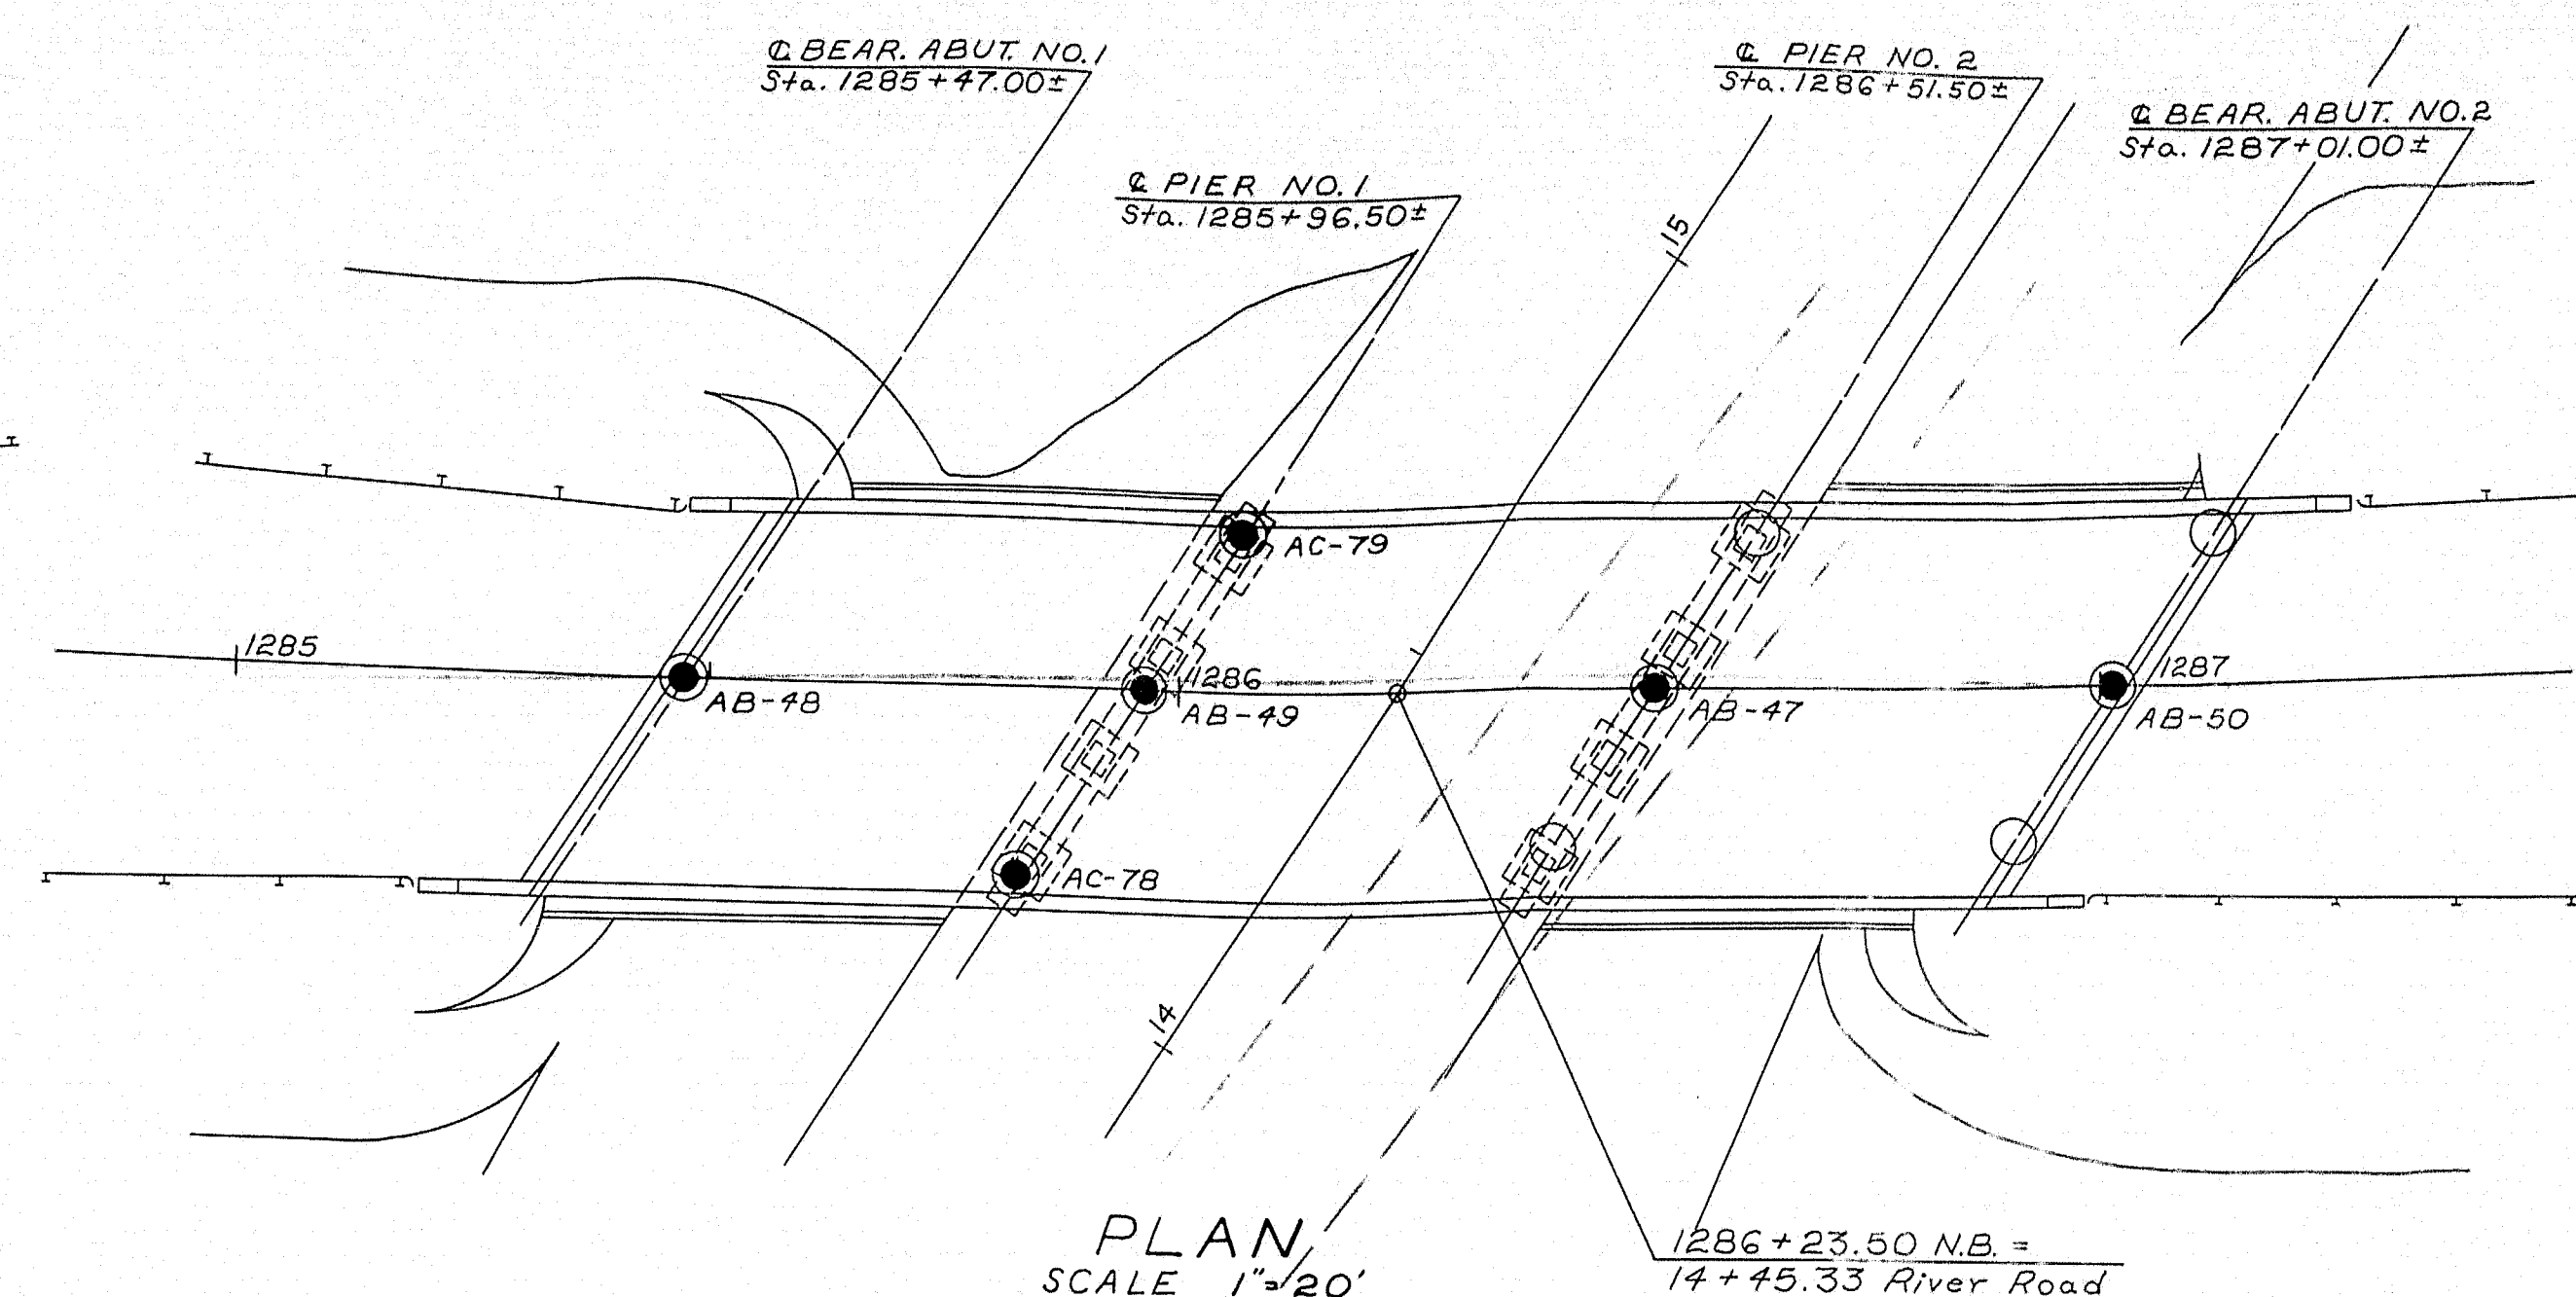 ℄ BEAR. ABUT. NO. 1
Sta. 1285+47.00±
℄ PIER NO. 2
Sta. 1286+51.50±
℄ BEAR. ABUT. NO. 2
Sta. 1287+01.00±
℄ PIER NO. 1
Sta. 1285+96.50±
15
AC-79
1285
1286
1287
AB-48
AB-49
AB-47
AB-50
AC-78
14
PLAN
SCALE 1"=20'
1286+23.50 N.B. =
14+45.33 River Road